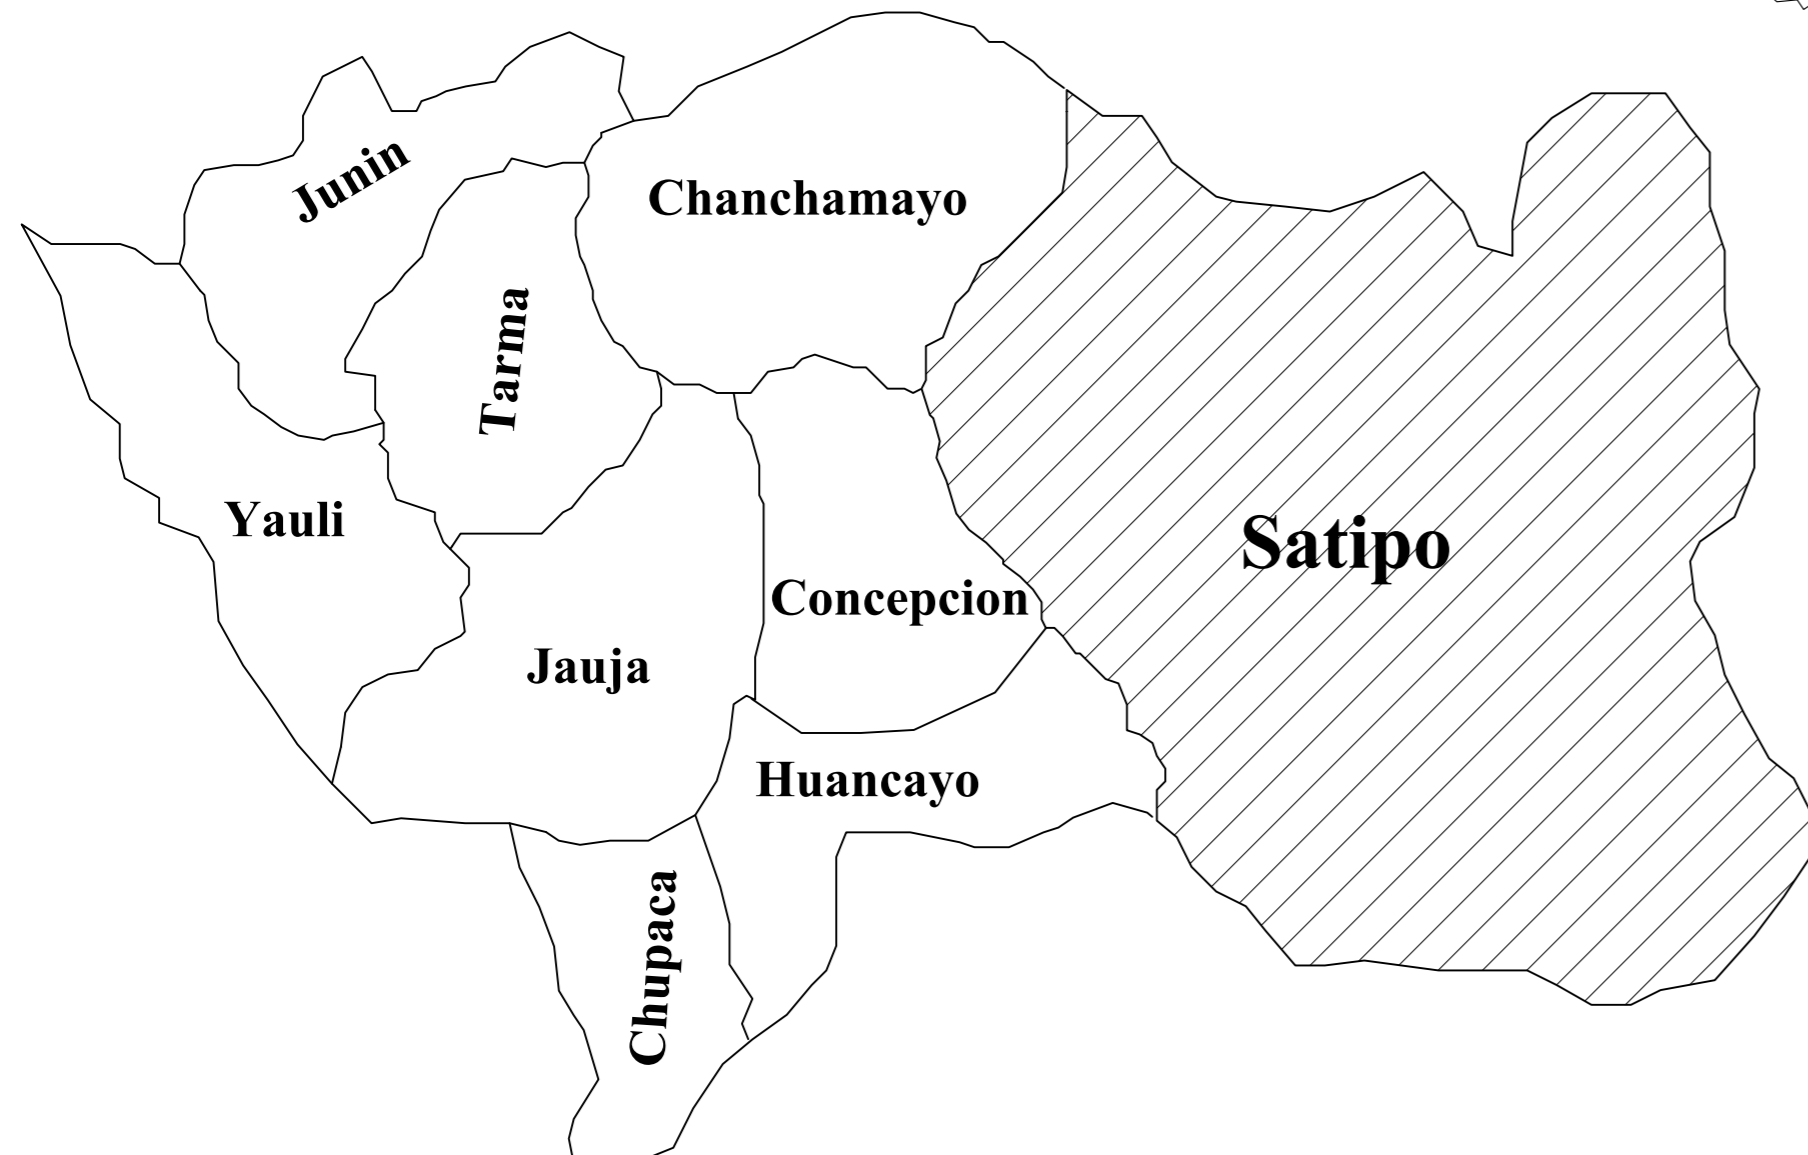 Junin
Chanchamayo
Tarma
Yauli
Satipo
Concepcion
Jauja
Huancayo
Chupaca